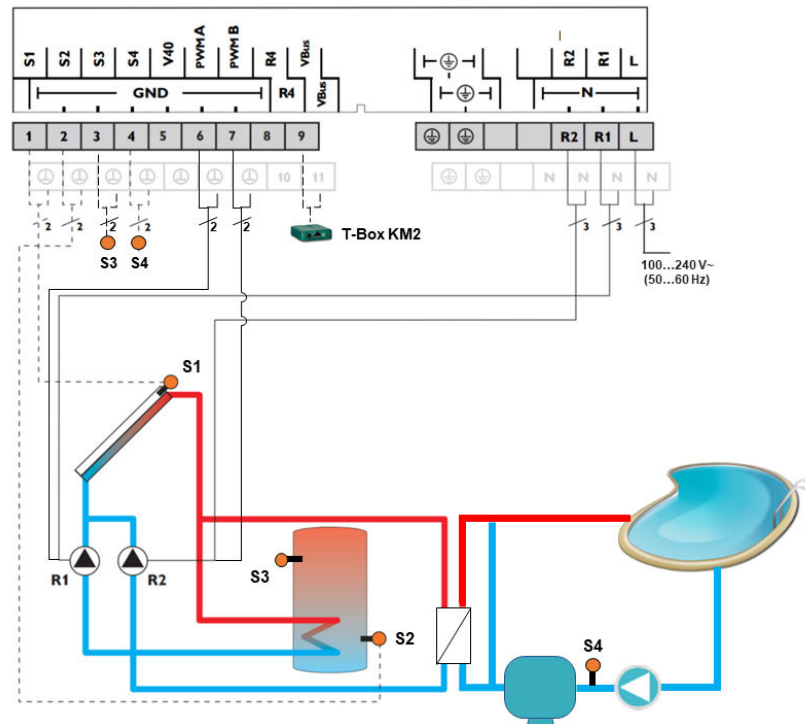 S1 S2 S3 S4 V40 PWM A PWM B R4 VBus R2 R1 L
GND R4 VBus N
1 2 3 4 5 6 7 8 9 R2 R1 L
10 11 N N N
2 2 2 2 2 2 3 3 3
S3 S4 T-Box KM2
100...240 V~
(50...60 Hz)
S1
S3
R1 R2
S2
S4